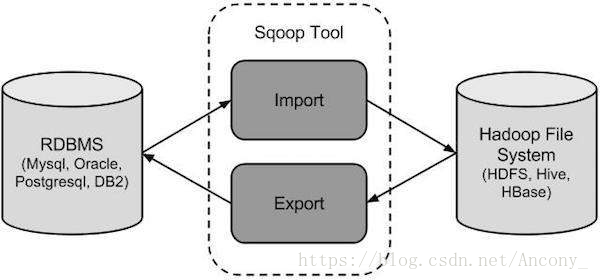 Sqoop Tool
RDBMS
(Mysql, Oracle,
Postgresql, DB2)
Import
Export
Hadoop File
System
(HDFS, Hive,
HBase)
https://blog.csdn.net/Ancony_